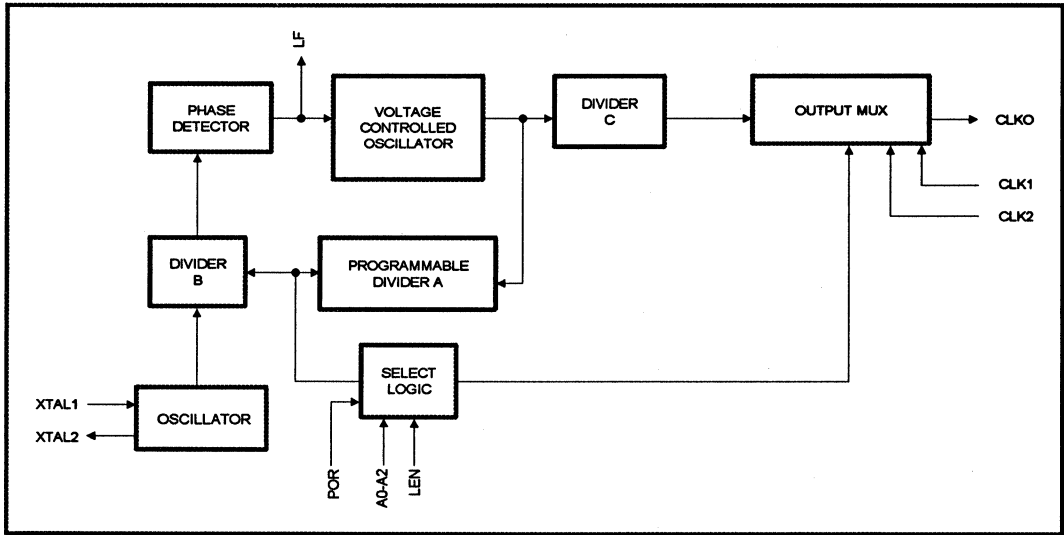 LF
PHASE
DETECTOR
VOLTAGE
CONTROLLED
OSCILLATOR
DIVIDER
C
OUTPUT MUX
CLKO
CLK1
CLK2
DIVIDER
B
PROGRAMMABLE
DIVIDER A
SELECT
LOGIC
XTAL1
XTAL2
OSCILLATOR
POR
A0-A2
LEN